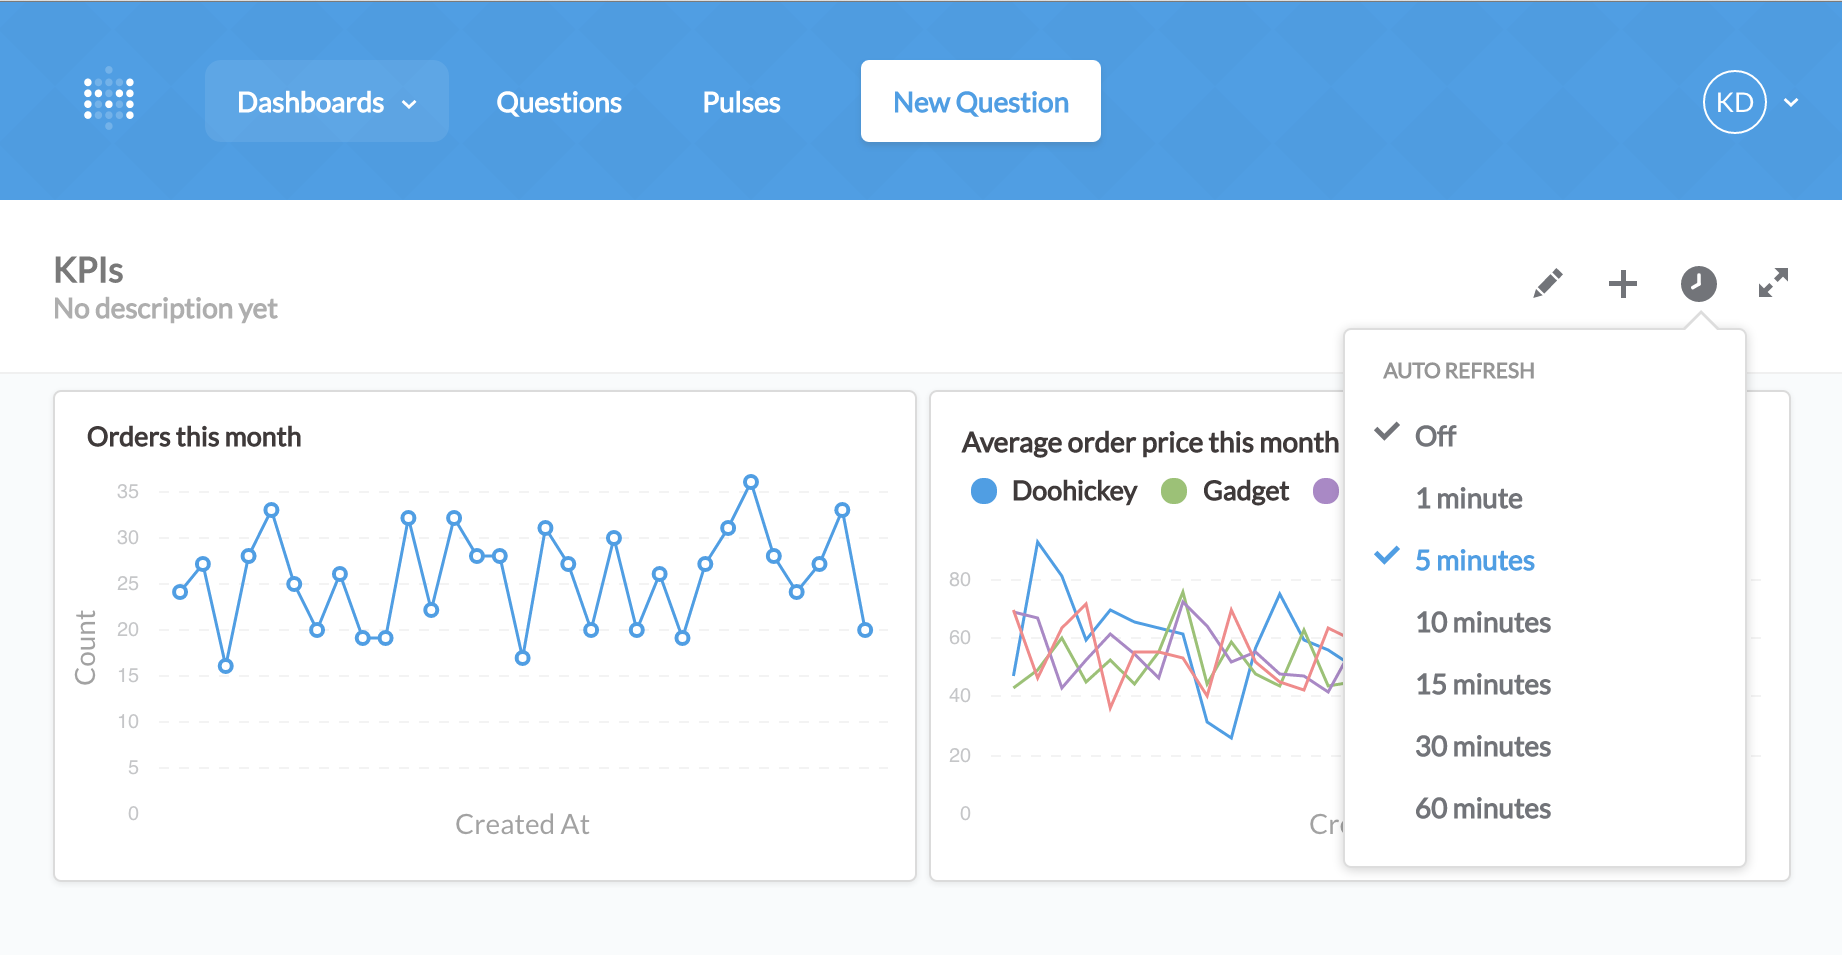 Dashboards Questions Pulses New Question KD
KPIs
No description yet
AUTO REFRESH
Off
1 minute
5 minutes
10 minutes
15 minutes
30 minutes
60 minutes
Orders this month
35
30
25
20
15
10
5
0
Count
Created At
Average order price this month
Doohickey Gadget
80
60
40
20
0